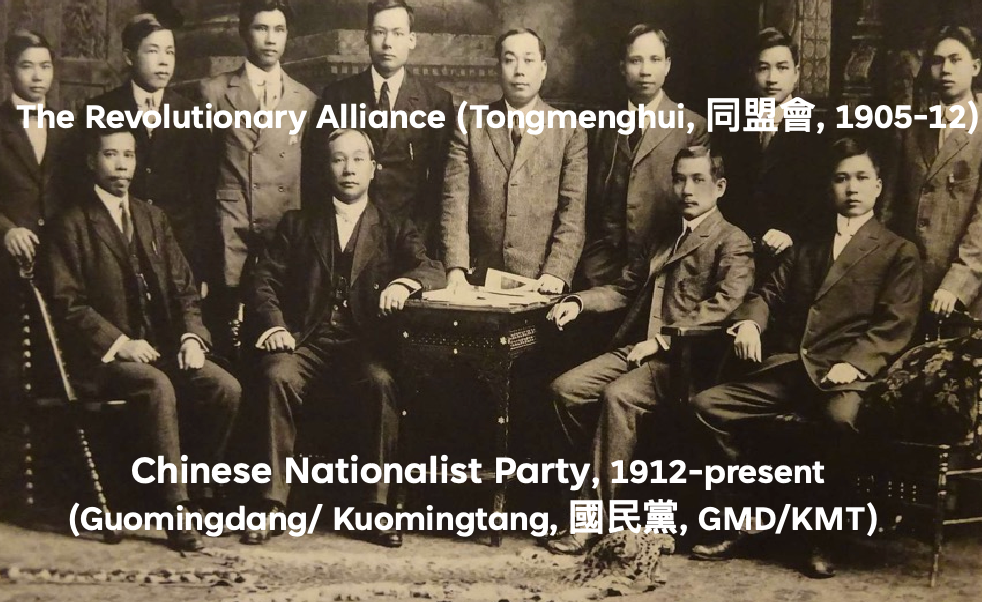 The Revolutionary Alliance (Tongmenghui, 同盟會, 1905-12)
Chinese Nationalist Party, 1912-present
(Guomingdang/ Kuomingtang, 國民黨, GMD/KMT)